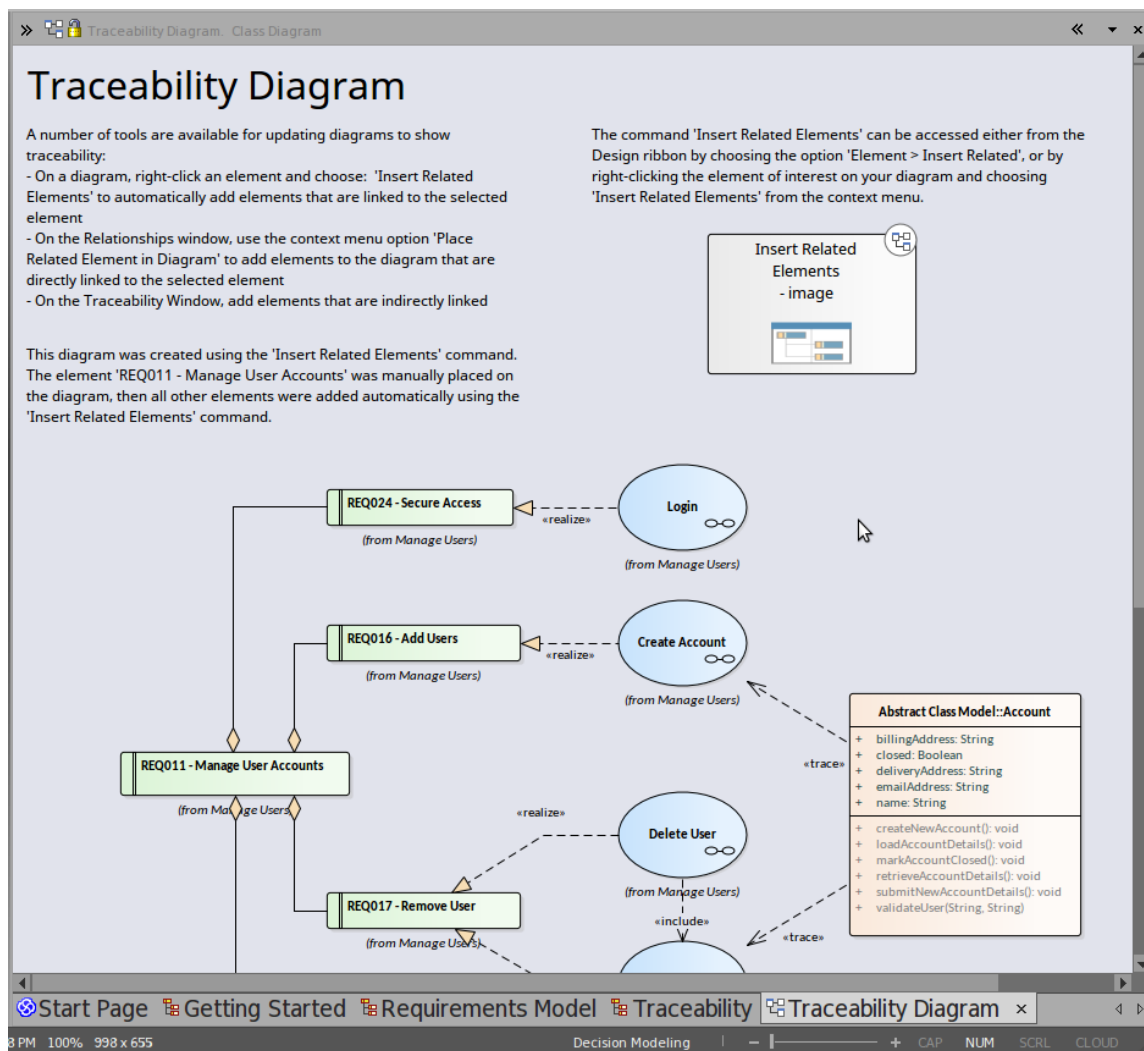 Traceability Diagram. Class Diagram
Traceability Diagram
A number of tools are available for updating diagrams to show
traceability:
- On a diagram, right-click an element and choose: 'Insert Related
Elements' to automatically add elements that are linked to the selected
element
- On the Relationships window, use the context menu option 'Place
Related Element in Diagram' to add elements to the diagram that are
directly linked to the selected element
- On the Traceability Window, add elements that are indirectly linked
This diagram was created using the 'Insert Related Elements' command.
The element 'REQ011 - Manage User Accounts' was manually placed on
the diagram, then all other elements were added automatically using the
'Insert Related Elements' command.
The command 'Insert Related Elements' can be accessed either from the
Design ribbon by choosing the option 'Element > Insert Related', or by
right-clicking the element of interest on your diagram and choosing
'Insert Related Elements' from the context menu.
Insert Related
Elements
- image
REQ024 - Secure Access
(from Manage Users)
«realize»
Login
(from Manage Users)
REQ016 - Add Users
(from Manage Users)
«realize»
Create Account
(from Manage Users)
REQ011 - Manage User Accounts
(from Manage Users)
«trace»
Abstract Class Model::Account
+ billingAddress: String
+ closed: Boolean
+ deliveryAddress: String
+ emailAddress: String
+ name: String
+ createNewAccount(): void
+ loadAccountDetails(): void
+ markAccountClosed(): void
+ retrieveAccountDetails(): void
+ submitNewAccountDetails(): void
+ validateUser(String, String)
«realize»
Delete User
(from Manage Users)
REQ017 - Remove User
(from Manage Users)
«include»
«trace»
Start Page Getting Started Requirements Model Traceability Traceability Diagram ×
8 PM 100% 998 x 655 Decision Modeling − + CAP NUM SCRL CLOUD